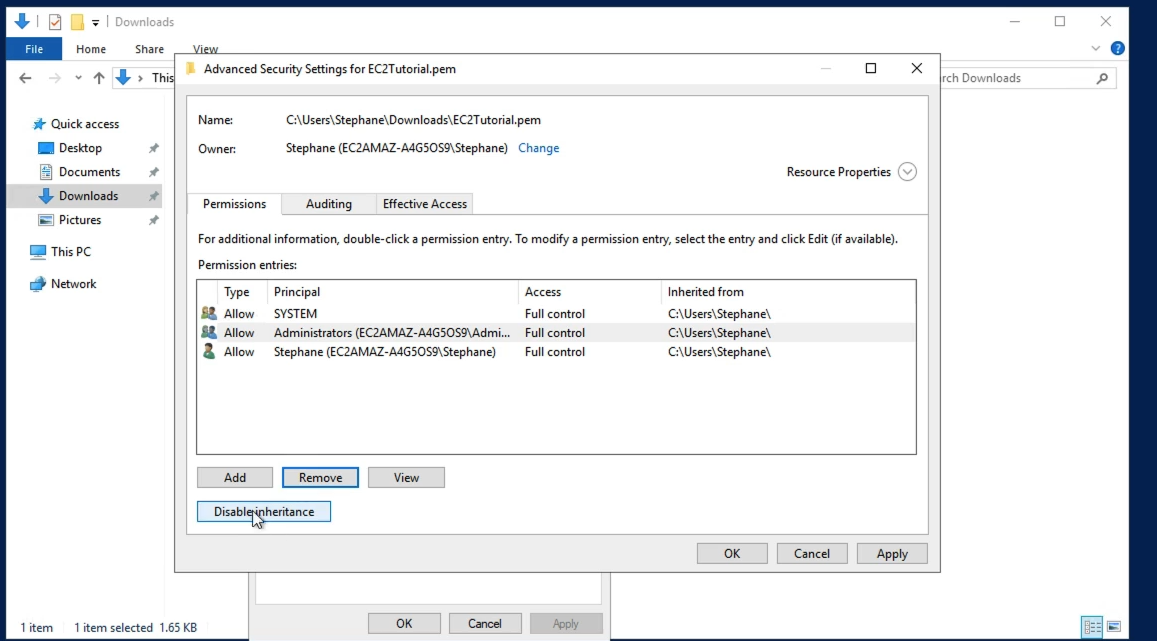 Downloads
File Home Share View
This
rch Downloads
Advanced Security Settings for EC2Tutorial.pem
Name: C:\Users\Stephane\Downloads\EC2Tutorial.pem
Owner: Stephane (EC2AMAZ-A4G5OS9\Stephane) Change
Resource Properties
Permissions Auditing Effective Access
For additional information, double-click a permission entry. To modify a permission entry, select the entry and click Edit (if available).
Permission entries:
Type Principal Access Inherited from
Allow SYSTEM Full control C:\Users\Stephane\
Allow Administrators (EC2AMAZ-A4G5OS9\Admi... Full control C:\Users\Stephane\
Allow Stephane (EC2AMAZ-A4G5OS9\Stephane) Full control C:\Users\Stephane\
Add Remove View
Disable inheritance
OK Cancel Apply
Quick access
Desktop
Documents
Downloads
Pictures
This PC
Network
OK Cancel Apply
1 item 1 item selected 1.65 KB